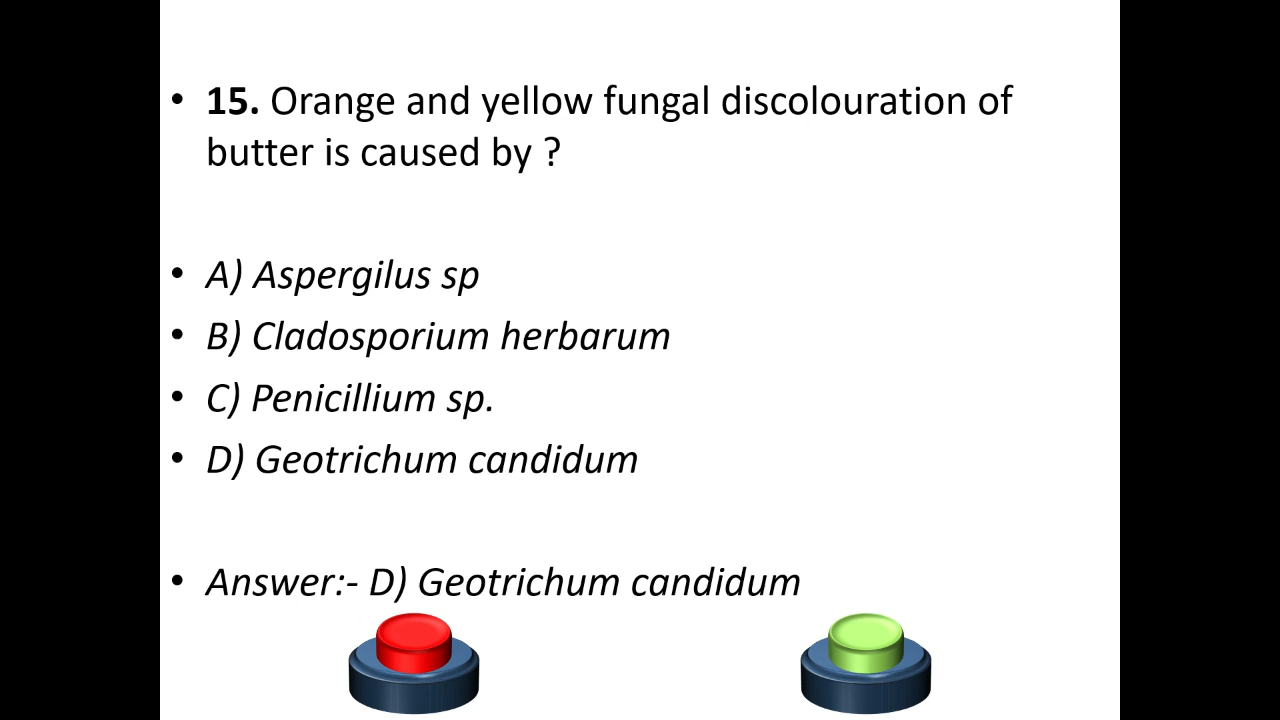 • 15. Orange and yellow fungal discolouration of
butter is caused by ?
• A) Aspergilus sp
• B) Cladosporium herbarum
• C) Penicillium sp.
• D) Geotrichum candidum
• Answer:- D) Geotrichum candidum